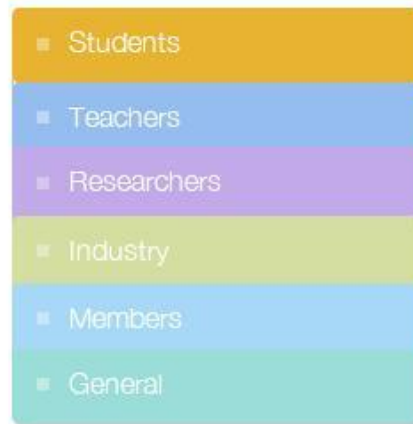 Students
Teachers
Researchers
Industry
Members
General